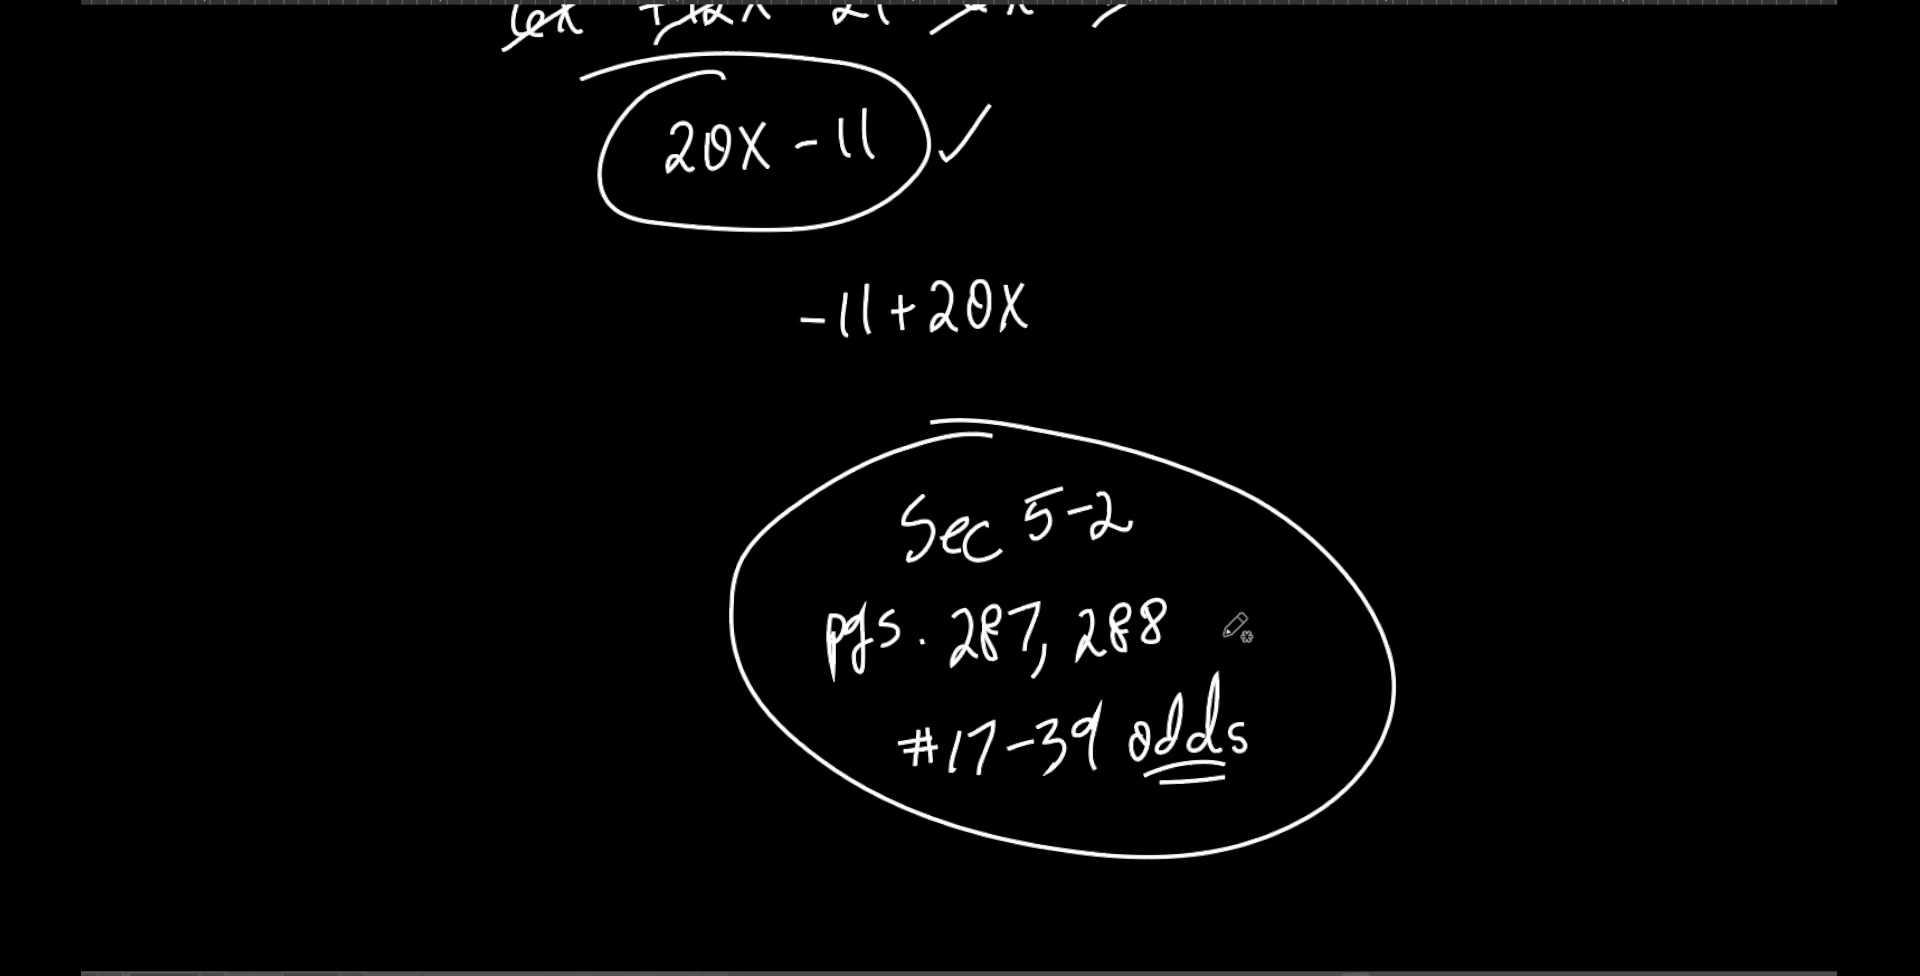 20x - 11 ✓
-11 + 20x
Sec 5-2
pgs. 287, 288
#17-39 odds